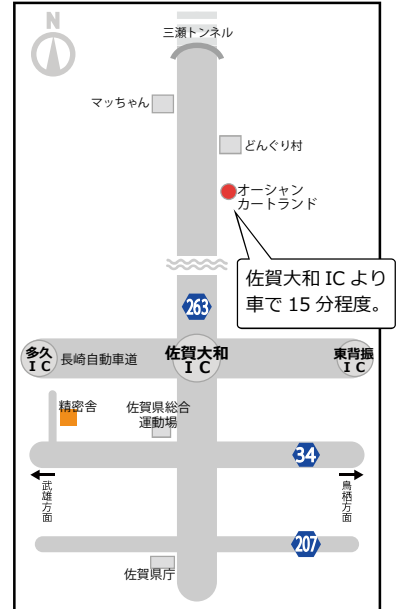 N
三瀬トンネル
マッちゃん
どんぐり村
オーシャン
カートランド
佐賀大和 IC より
車で 15 分程度。
263
多久
IC
長崎自動車道
佐賀大和
IC
東背振
IC
精密舎
佐賀県総合
運動場
34
武雄方面
鳥栖方面
207
佐賀県庁